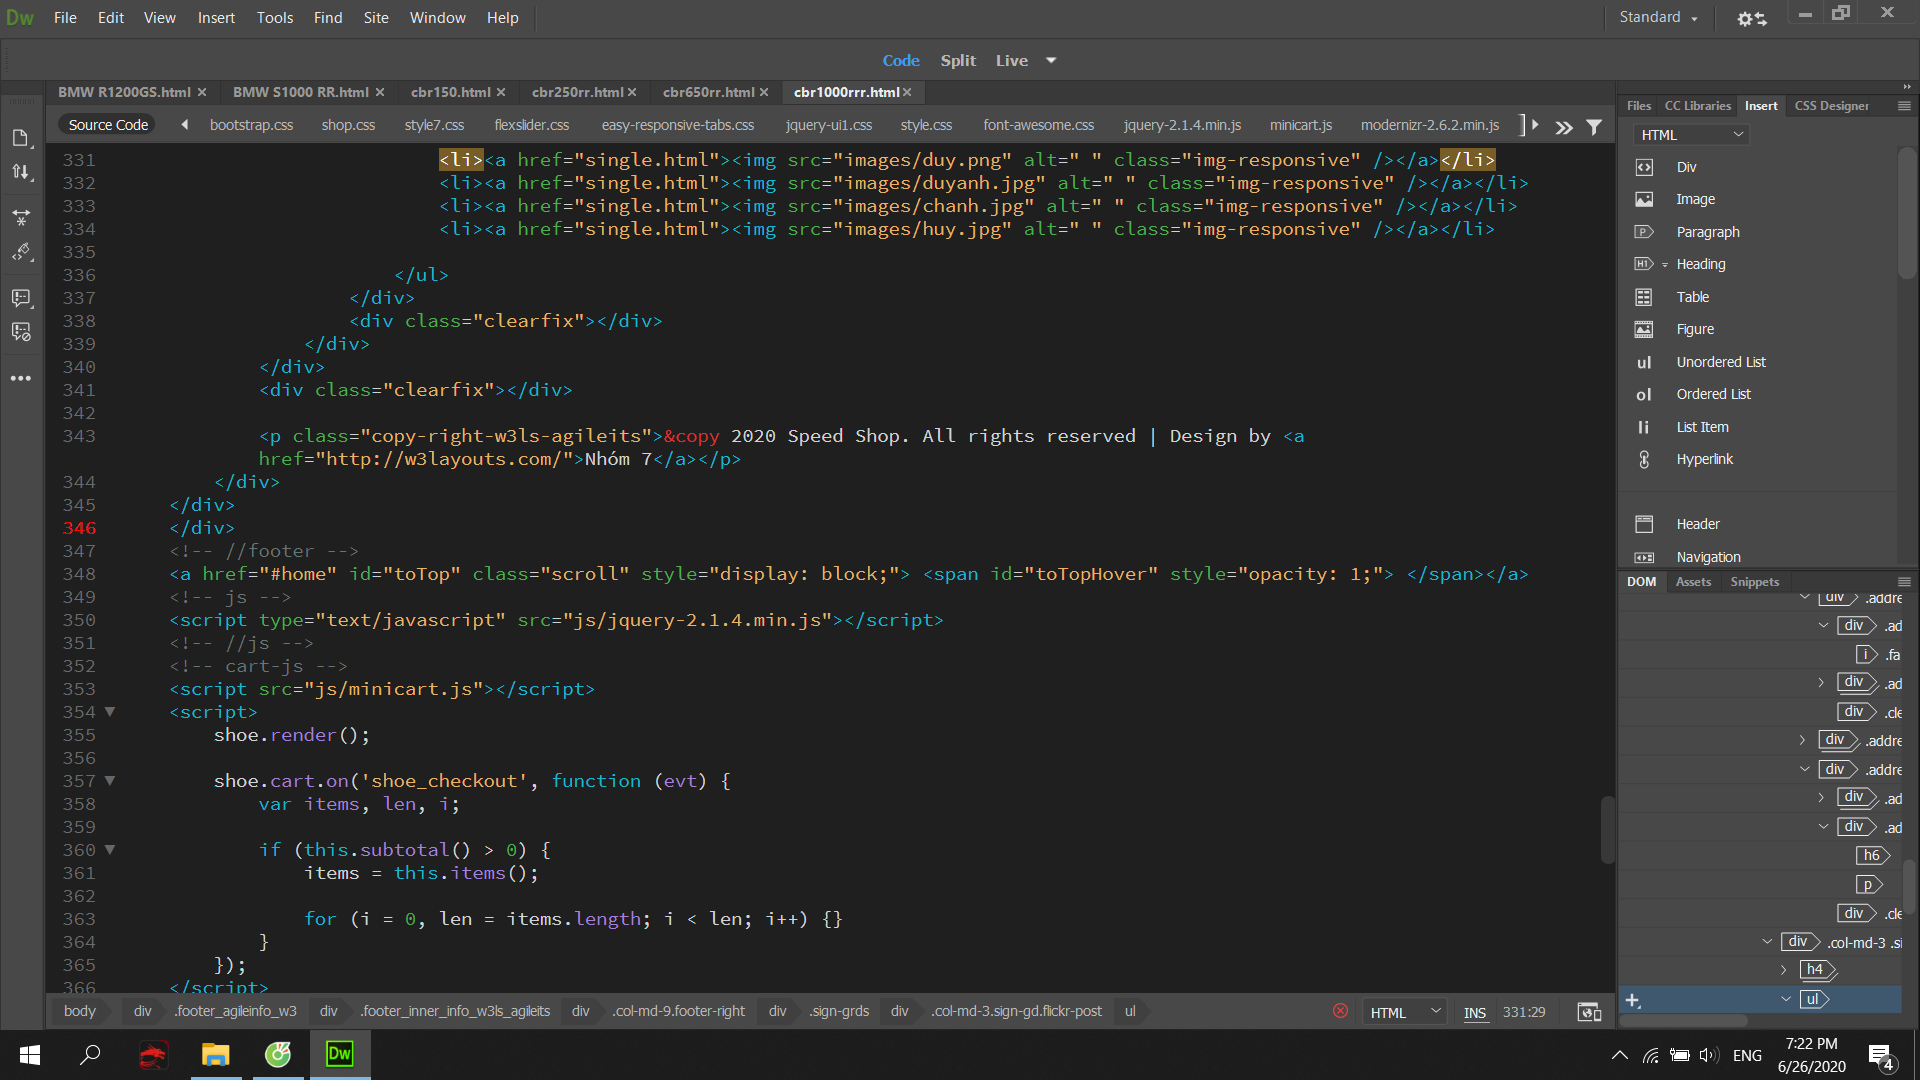 Dw File Edit View Insert Tools Find Site Window Help Standard
Code Split Live
BMW R1200GS.html BMW S1000 RR.html cbr150.html cbr250rr.html cbr650rr.html cbr1000rrr.html
Source Code bootstrap.css shop.css style7.css flexslider.css easy-responsive-tabs.css jquery-ui1.css style.css font-awesome.css jquery-2.1.4.min.js minicart.js modernizr-2.6.2.min.js
331 <li><a href="single.html"><img src="images/duy.png" alt=" " class="img-responsive" /></a></li>
332 <li><a href="single.html"><img src="images/duyanh.jpg" alt=" " class="img-responsive" /></a></li>
333 <li><a href="single.html"><img src="images/chanh.jpg" alt=" " class="img-responsive" /></a></li>
334 <li><a href="single.html"><img src="images/huy.jpg" alt=" " class="img-responsive" /></a></li>
335
336 </ul>
337 </div>
338 <div class="clearfix"></div>
339 </div>
340 </div>
341 <div class="clearfix"></div>
342
343 <p class="copy-right-w3ls-agileits">&copy 2020 Speed Shop. All rights reserved | Design by <a
href="http://w3layouts.com/">Nhóm 7</a></p>
344 </div>
345 </div>
346 </div>
347 <!-- //footer -->
348 <a href="#home" id="toTop" class="scroll" style="display: block;"> <span id="toTopHover" style="opacity: 1;"> </span></a>
349 <!-- js -->
350 <script type="text/javascript" src="js/jquery-2.1.4.min.js"></script>
351 <!-- //js -->
352 <!-- cart-js -->
353 <script src="js/minicart.js"></script>
354 <script>
355 shoe.render();
356
357 shoe.cart.on('shoe_checkout', function (evt) {
358 var items, len, i;
359
360 if (this.subtotal() > 0) {
361 items = this.items();
362
363 for (i = 0, len = items.length; i < len; i++) {}
364 }
365 });
366 </script>
body div .footer_agileinfo_w3 div .footer_inner_info_w3ls_agileits div .col-md-9.footer-right div .sign-grds div .col-md-3.sign-gd.flickr-post ul HTML INS 331:29
Files CC Libraries Insert CSS Designer
HTML
Div
Image
P Paragraph
H1 Heading
Table
Figure
ul Unordered List
ol Ordered List
li List Item
Hyperlink
Header
Navigation
DOM Assets Snippets
div .addre
div .ad
i .fa
div .ad
div .cle
div .addre
div .addre
div .ad
div .ad
h6
p
div .cle
div .col-md-3 .si
h4
ul
Dw ENG 7:22 PM
6/26/2020 4